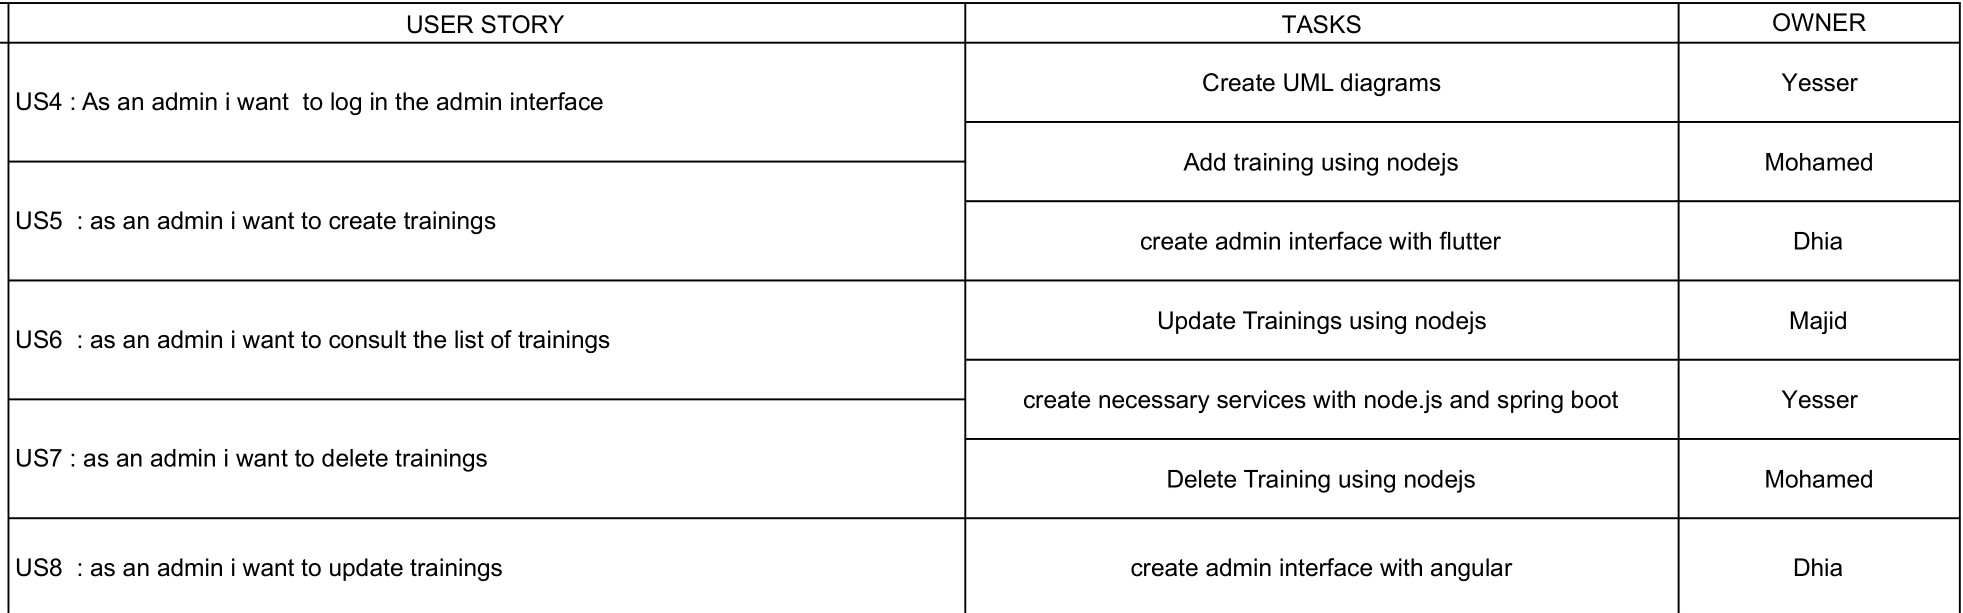 USER STORY TASKS OWNER
US4 : As an admin i want  to log in the admin interface
Create UML diagrams Yesser
Add training using nodejs Mohamed
US5  : as an admin i want to create trainings
create admin interface with flutter Dhia
US6  : as an admin i want to consult the list of trainings
Update Trainings using nodejs Majid
create necessary services with node.js and spring boot Yesser
US7 : as an admin i want to delete trainings
Delete Training using nodejs Mohamed
US8  : as an admin i want to update trainings
create admin interface with angular Dhia